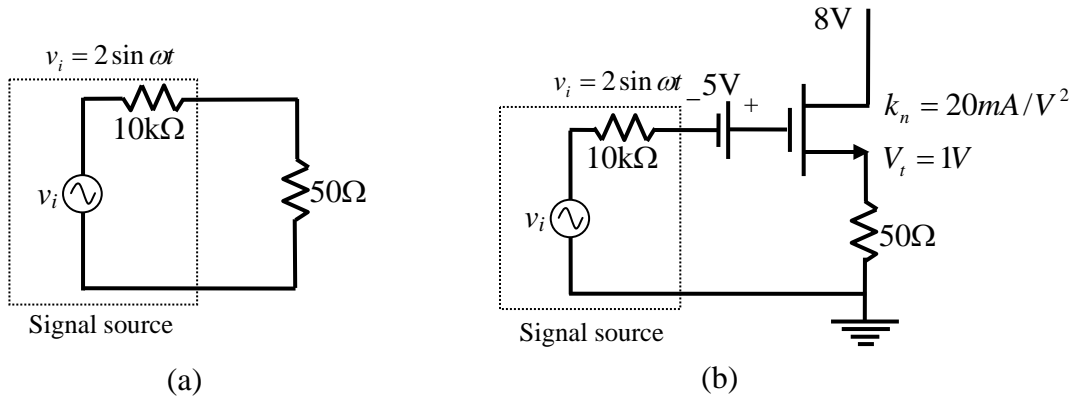 v_i = 2 sin ωt
10kΩ
v_i
50Ω
Signal source
(a)
8V
v_i = 2 sin ωt
− 5V +
10kΩ
k_n = 20mA/V²
V_t = 1V
v_i
50Ω
Signal source
(b)